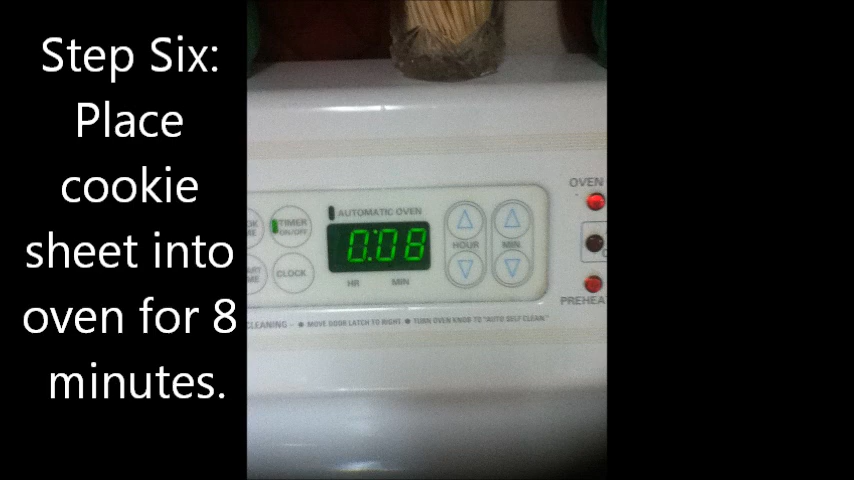 Step Six:
Place
cookie
sheet into
oven for 8
minutes.
OVEN
AUTOMATIC OVEN
TIMER
ON/OFF
0:08
HOUR
MIN
CLOCK
HR MIN
PREHEA
CLEANING - ● MOVE DOOR LATCH TO RIGHT. ● TURN OVEN KNOB TO "AUTO SELF CLEAN."